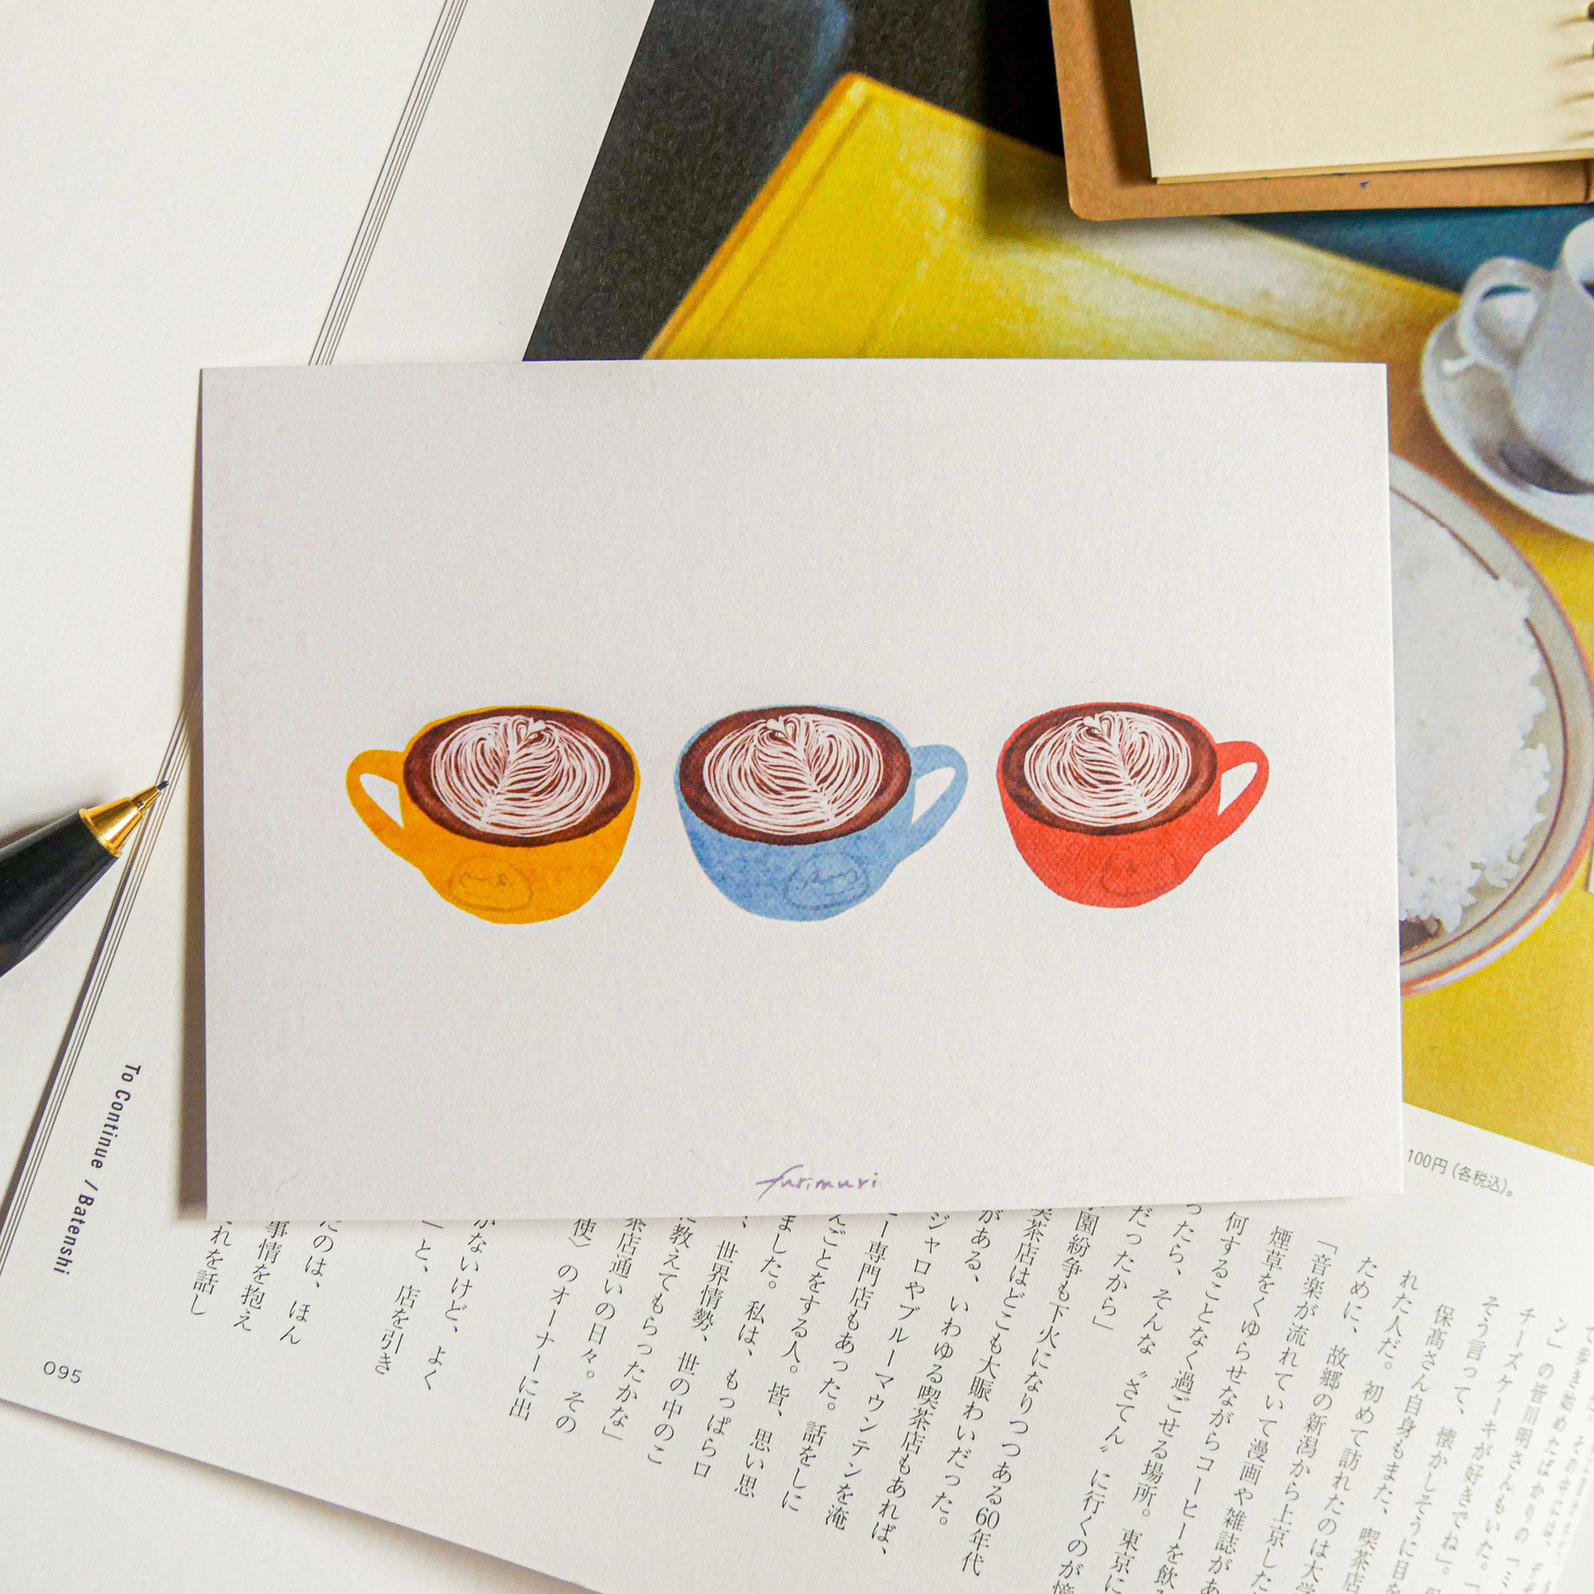 furimuri
100円 (各税込)。
チーズケーキが好きでね」。
そう言って、懐かしそうに目を
保髙さん自身もまた、喫茶店
れた人だ。初めて訪れたのは大学
ために、故郷の新潟から上京した
「音楽が流れていて漫画や雑誌があ
煙草をくゆらせながらコーヒーを飲
何することなく過ごせる場所。東京に
ったら、そんな〝さてん〟に行くのが
だったから」
園紛争も下火になりつつある60年代
喫茶店はどこも大賑わいだった。
がある、いわゆる喫茶店もあれば、
ジャロやブルーマウンテンを淹
ー専門店もあった。話をしに
んごとをする人。皆、思い思
ました。私は、もっぱらロ
、世界情勢、世の中のこ
に教えてもらったかな」
茶店通いの日々。その
使〉のオーナーに出
がないけど、よく
一と、店を引き
たのは、ほん
事情を抱え
れを話し
To Continue / Batenshi
095